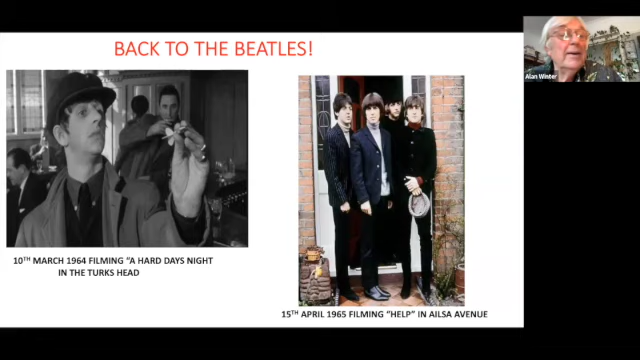 BACK TO THE BEATLES!
Alan Winter
10TH MARCH 1964 FILMING “A HARD DAYS NIGHT
IN THE TURKS HEAD
15TH APRIL 1965 FILMING “HELP” IN AILSA AVENUE